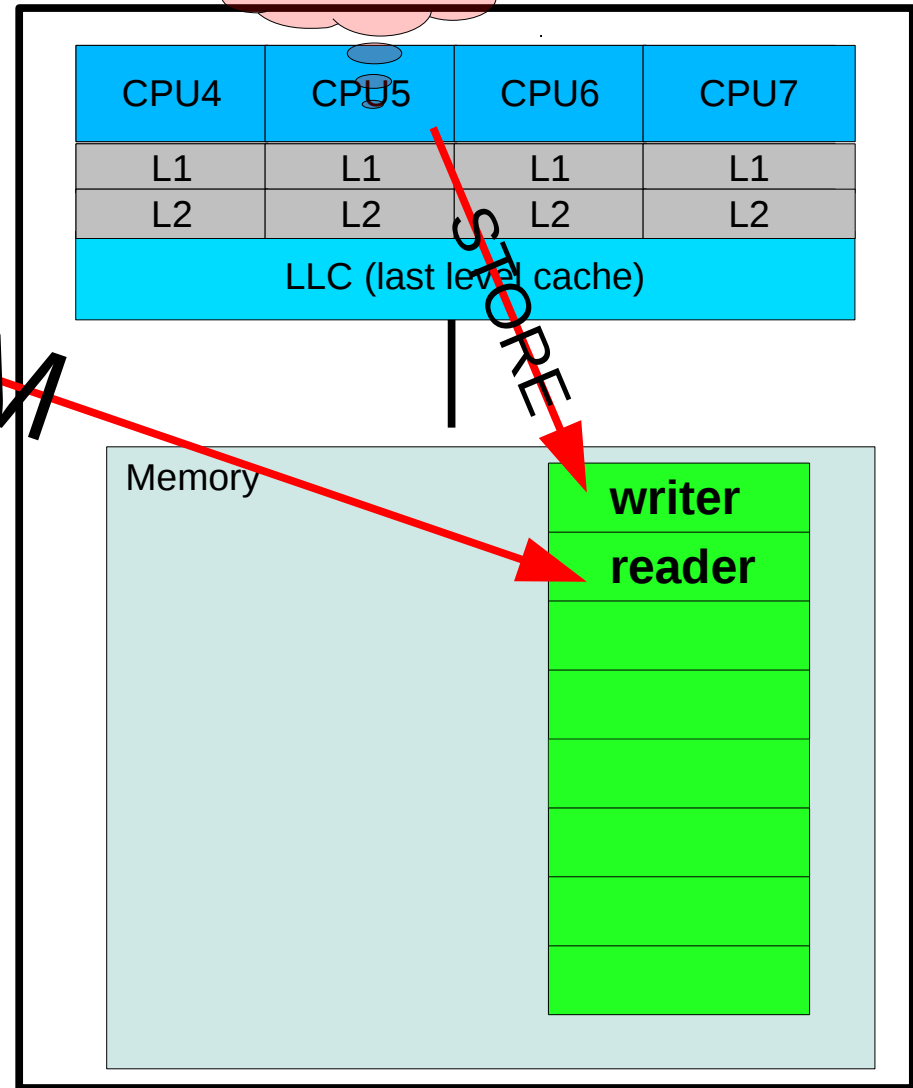 CPU4 CPU5 CPU6 CPU7
L1 L1 L1 L1
L2 L2 L2 L2
LLC (last level cache)
STORE
Memory
writer
reader